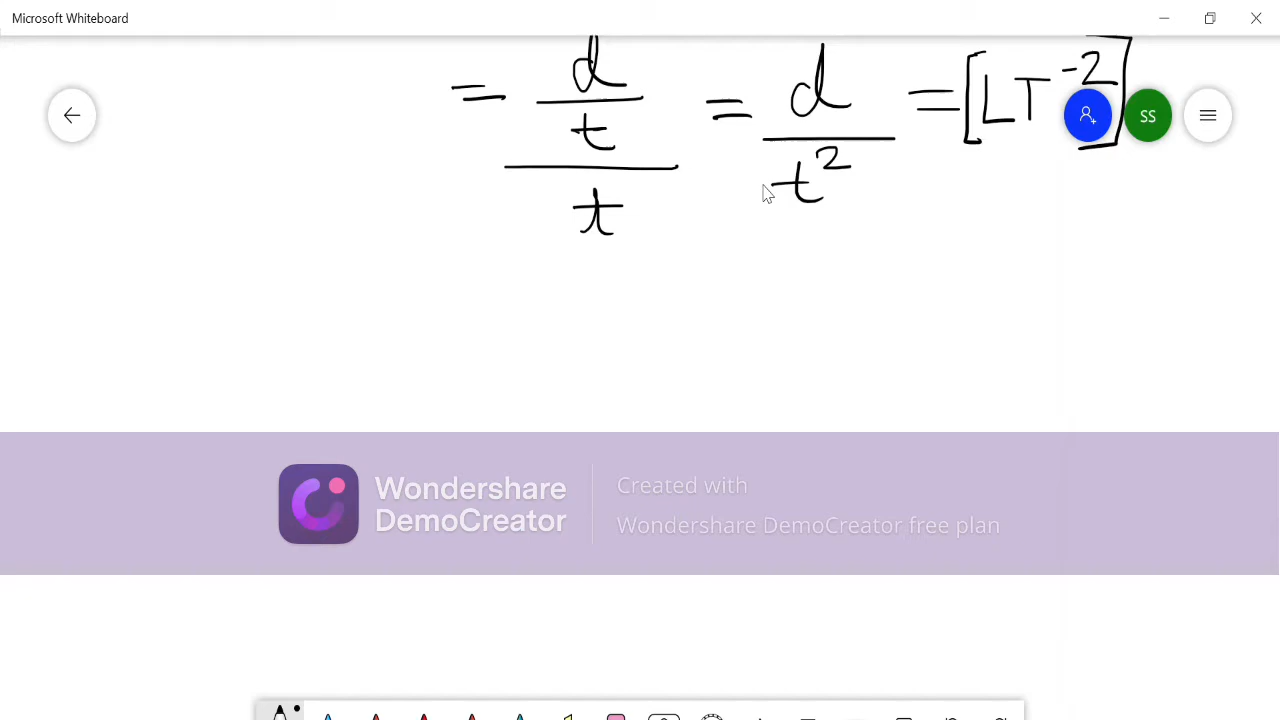 Microsoft Whiteboard
= d/t/t = d/t² = [LT⁻²]
SS
Wondershare
DemoCreator
Created with
Wondershare DemoCreator free plan